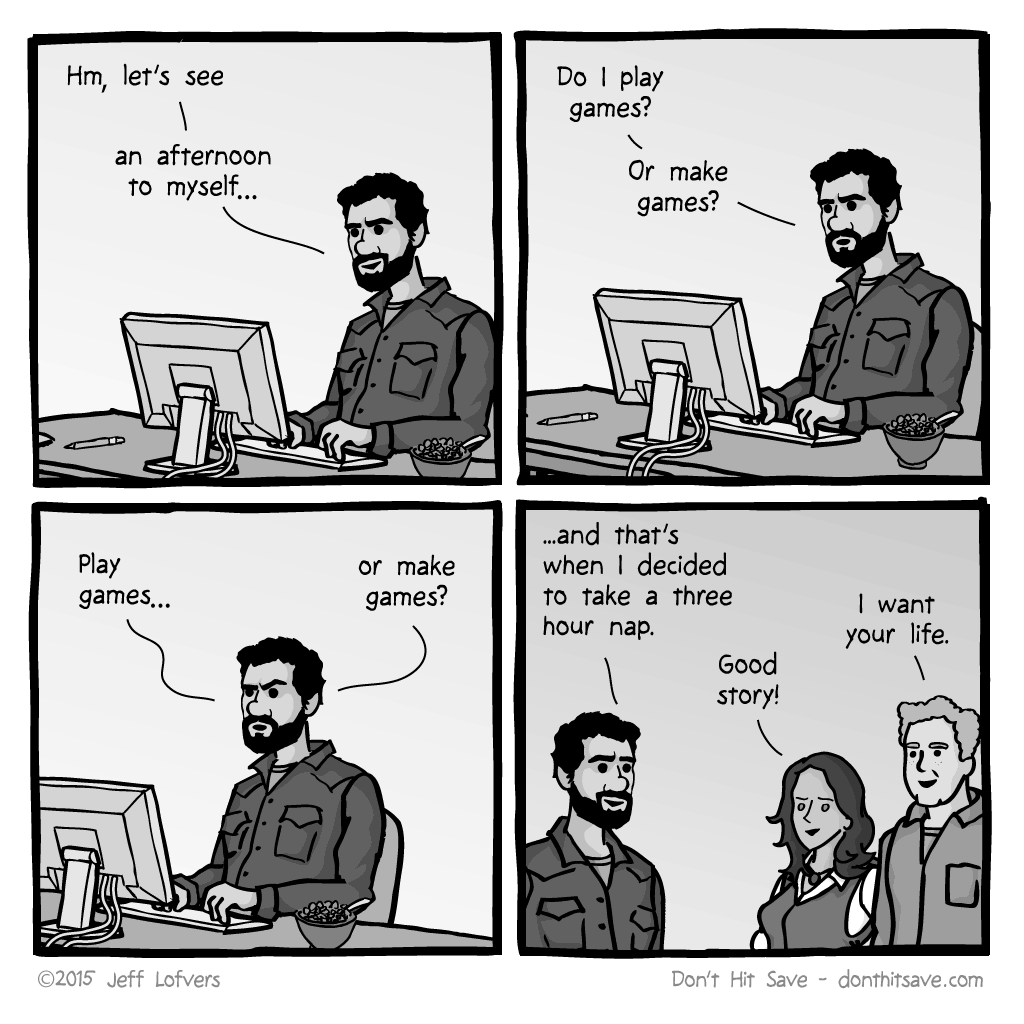 Hm, let's see
an afternoon
to myself...
Do I play
games?
Or make
games?
Play
games...
or make
games?
...and that's
when I decided
to take a three
hour nap.
Good
story!
I want
your life.
©2015 Jeff Lofvers
Don't Hit Save - donthitsave.com